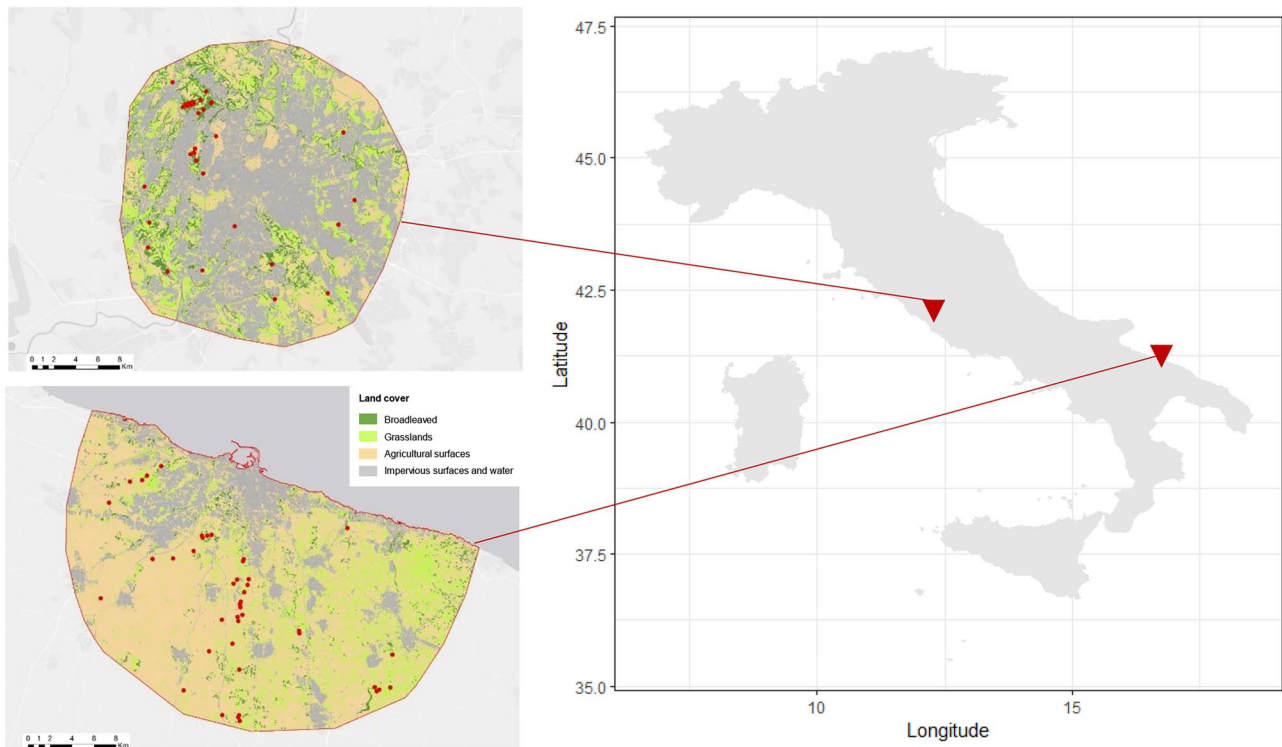 0 1 2 4 6 8
Km
Land cover
Broadleaved
Grasslands
Agricultural surfaces
Impervious surfaces and water
0 1 2 4 6 8
Km
47.5
45.0
42.5
40.0
37.5
35.0
Latitude
10 15
Longitude